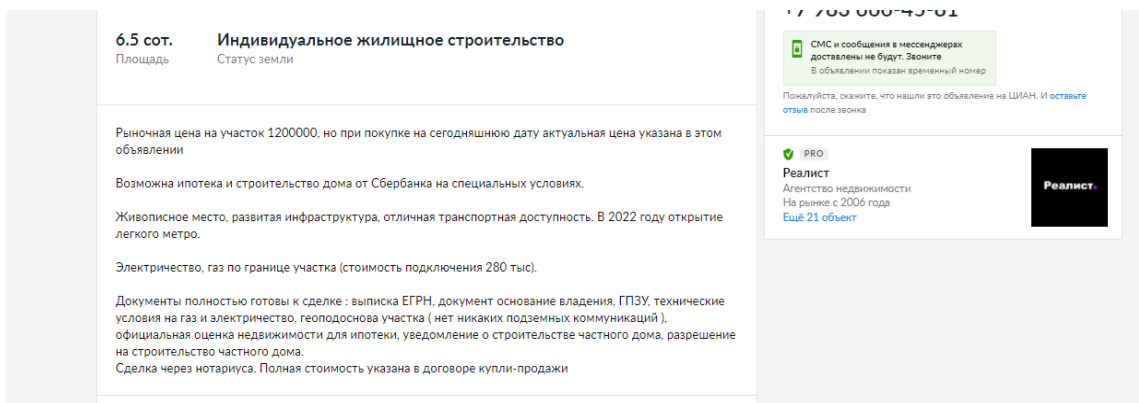 6.5 сот.
Индивидуальное жилищное строительство
Площадь
Статус земли
Рыночная цена на участок 1200000, но при покупке на сегодняшнюю дату актуальная цена указана в этом
объявлении
Возможна ипотека и строительство дома от Сбербанка на специальных условиях.
Живописное место, развитая инфраструктура, отличная транспортная доступность. В 2022 году открытие
легкого метро.
Электричество, газ по границе участка (стоимость подключения 280 тыс).
Документы полностью готовы к сделке : выписка ЕГРН, документ основание владения, ГПЗУ, технические
условия на газ и электричество, геоподоснова участка ( нет никаких подземных коммуникаций ),
официальная оценка недвижимости для ипотеки, уведомление о строительстве частного дома, разрешение
на строительство частного дома.
Сделка через нотариуса. Полная стоимость указана в договоре купли-продажи
СМС и сообщения в мессенджерах
доставлены не будут. Звоните
В объявлении показан временный номер
Пожалуйста, скажите, что нашли это объявление на ЦИАН. И оставьте
отзыв после звонка
PRO
Реалист
Агентство недвижимости
На рынке с 2006 года
Ещё 21 объект
Реалист.